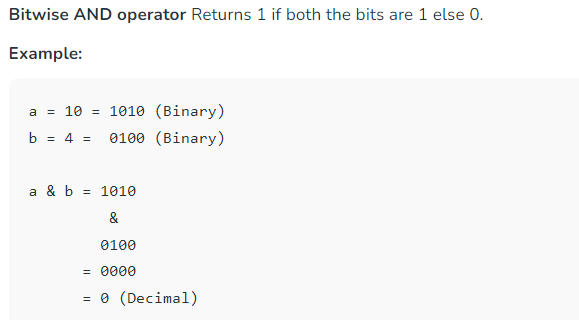 Bitwise AND operator Returns 1 if both the bits are 1 else 0.
Example:
a = 10 = 1010 (Binary)
b = 4 =  0100 (Binary)
a & b = 1010
&
0100
= 0000
= 0 (Decimal)